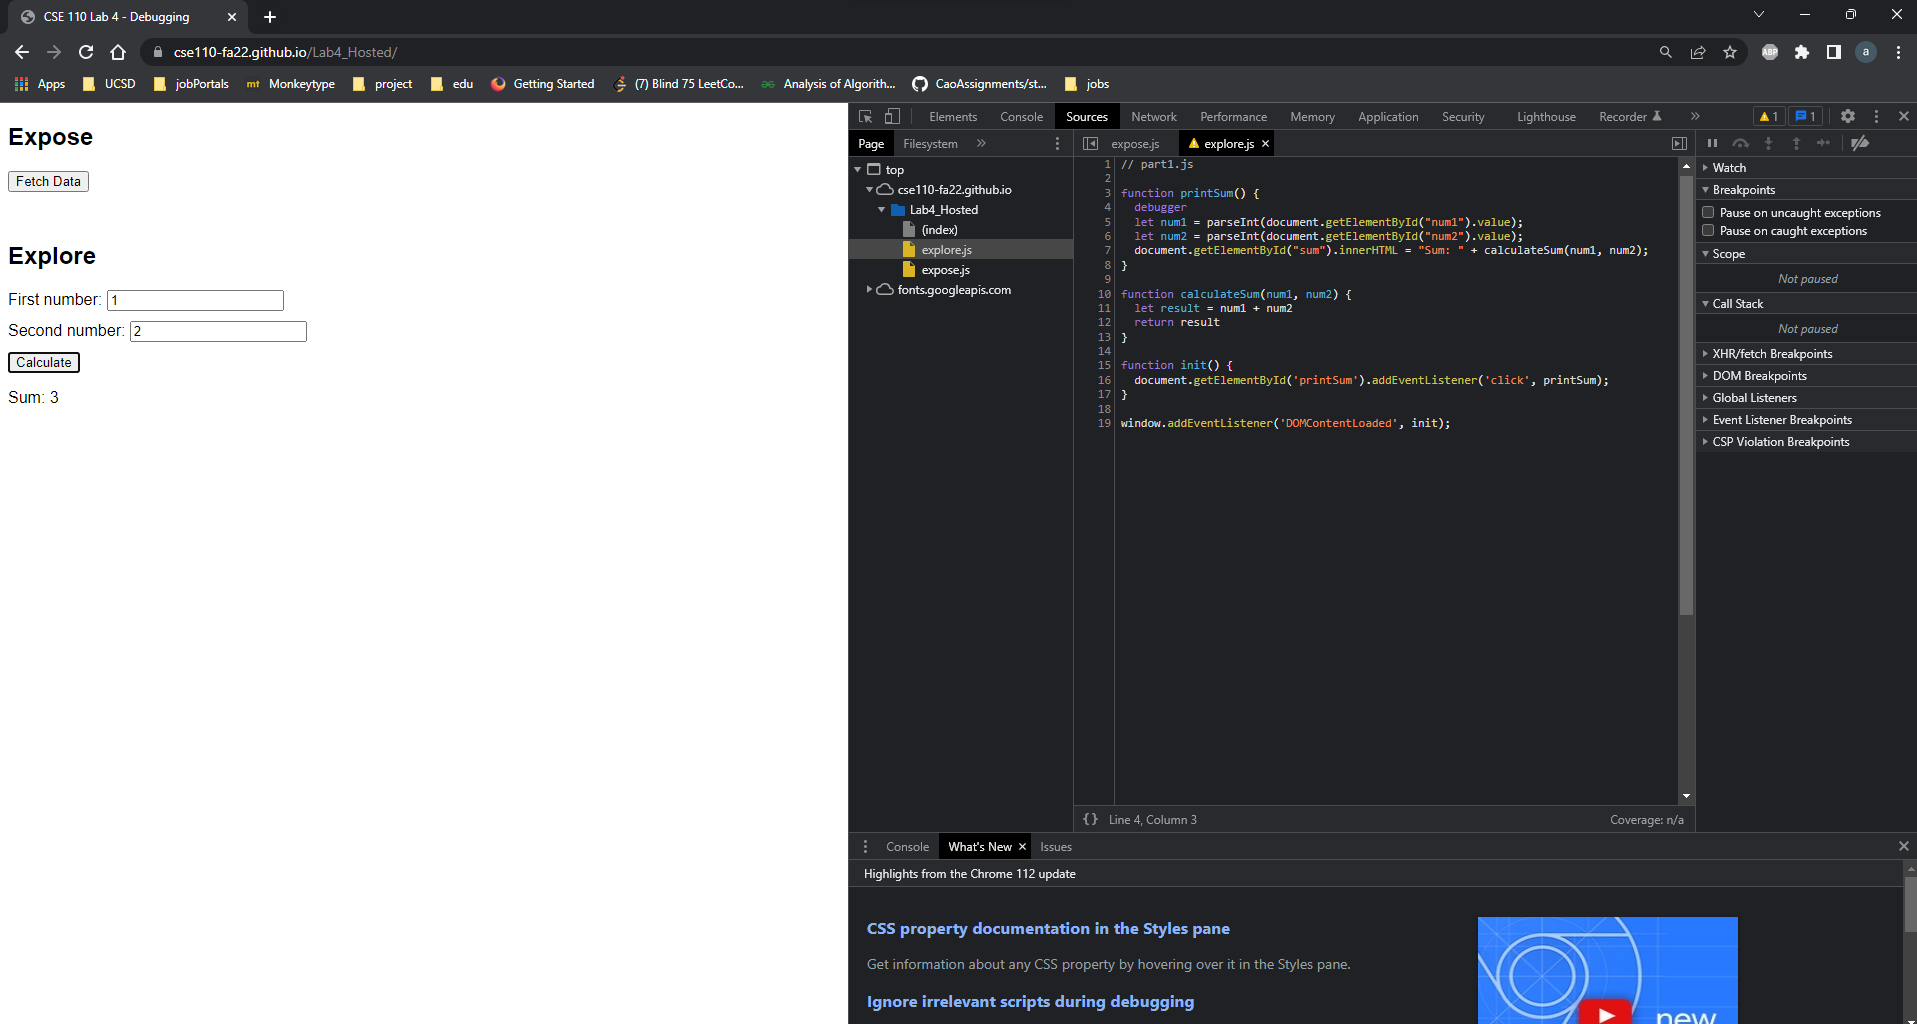 CSE 110 Lab 4 - Debugging
cse110-fa22.github.io/Lab4_Hosted/
ABP
a
Apps UCSD jobPortals mt Monkeytype project edu Getting Started (7) Blind 75 LeetCo... Analysis of Algorith... CaoAssignments/st... jobs
Expose
Fetch Data
Explore
First number: 1
Second number: 2
Calculate
Sum: 3
Elements Console Sources Network Performance Memory Application Security Lighthouse Recorder 1 1
Page Filesystem
top
cse110-fa22.github.io
Lab4_Hosted
(index)
explore.js
expose.js
fonts.googleapis.com
expose.js explore.js
1 // part1.js
2
3 function printSum() {
4 debugger
5 let num1 = parseInt(document.getElementById("num1").value);
6 let num2 = parseInt(document.getElementById("num2").value);
7 document.getElementById("sum").innerHTML = "Sum: " + calculateSum(num1, num2);
8 }
9
10 function calculateSum(num1, num2) {
11 let result = num1 + num2
12 return result
13 }
14
15 function init() {
16 document.getElementById('printSum').addEventListener('click', printSum);
17 }
18
19 window.addEventListener('DOMContentLoaded', init);
{} Line 4, Column 3 Coverage: n/a
Watch
Breakpoints
Pause on uncaught exceptions
Pause on caught exceptions
Scope
Not paused
Call Stack
Not paused
XHR/fetch Breakpoints
DOM Breakpoints
Global Listeners
Event Listener Breakpoints
CSP Violation Breakpoints
Console What's New Issues
Highlights from the Chrome 112 update
CSS property documentation in the Styles pane
Get information about any CSS property by hovering over it in the Styles pane.
Ignore irrelevant scripts during debugging
new